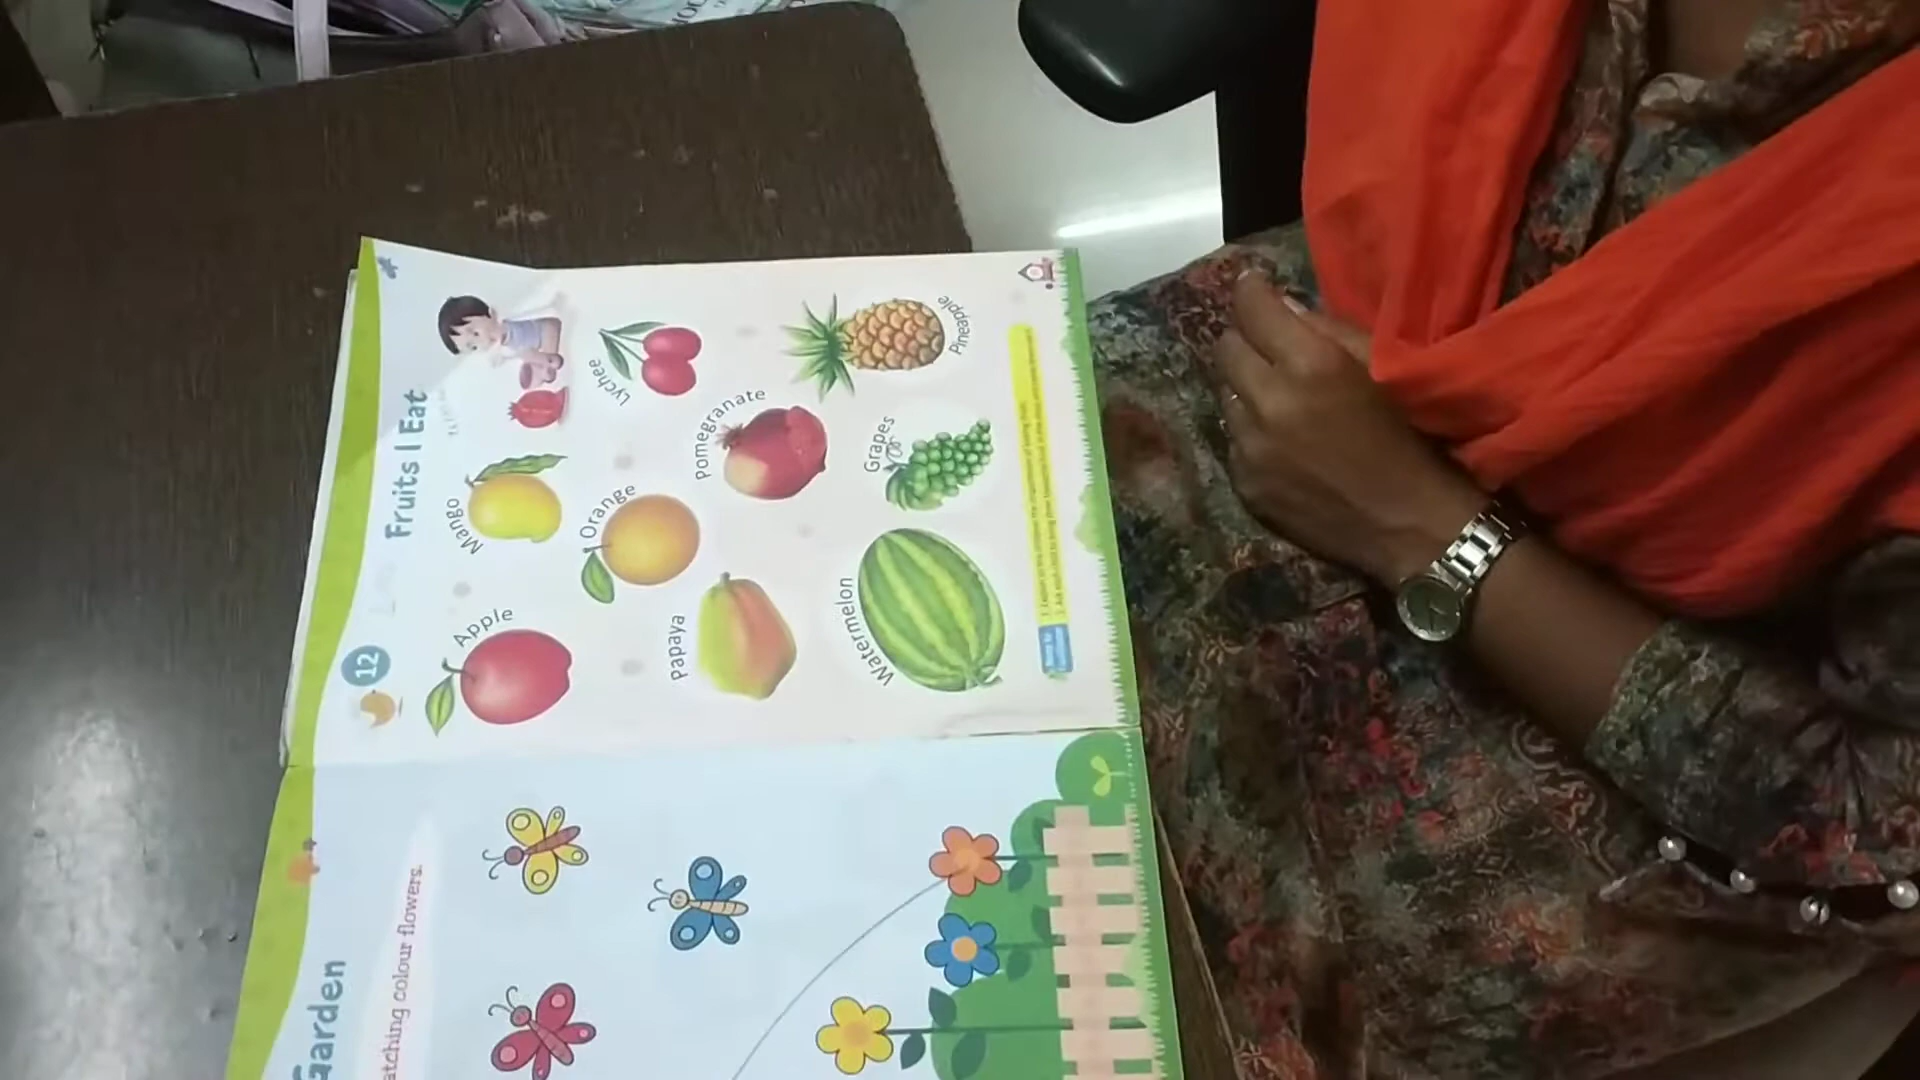 12
Fruits I Eat
Apple
Mango
Orange
Lychee
Papaya
Pomegranate
Watermelon
Grapes
Pineapple
Garden
atching colour flowers.